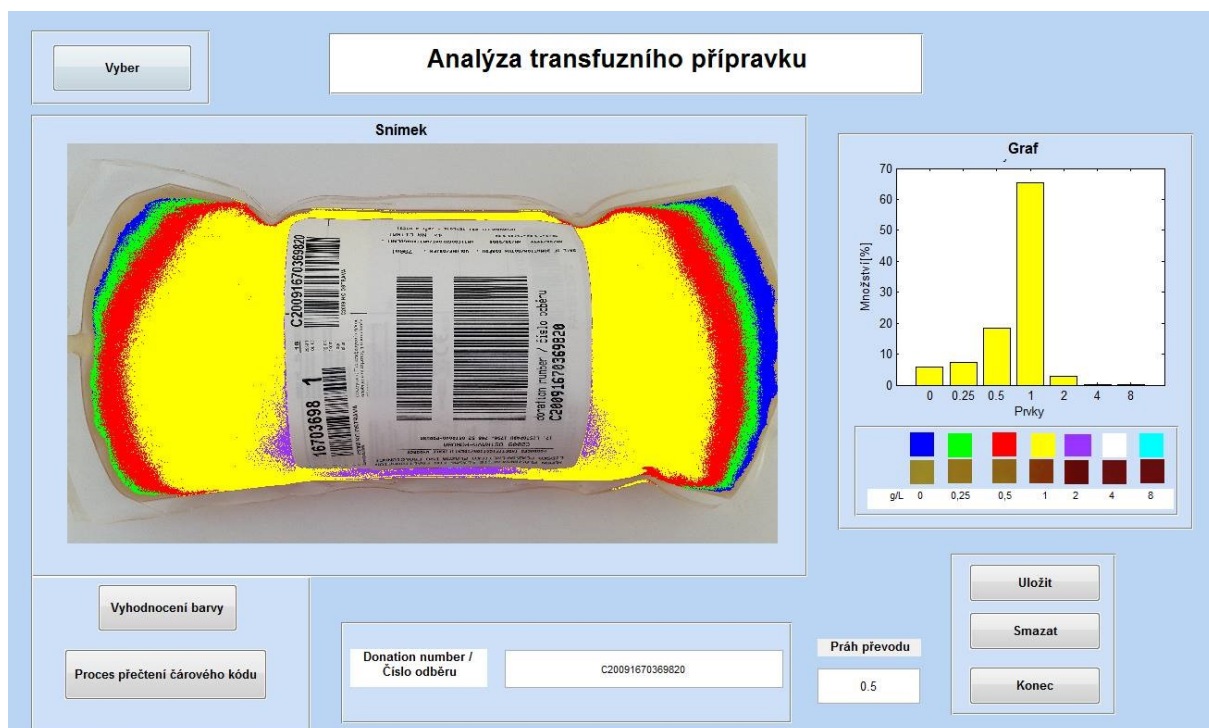 Vyber
Analýza transfuzního přípravku
Snímek
C20091670369820
16703698 1
donation number / číslo odběru
C20091670369820
Graf
Množství[%]
70
60
50
40
30
20
10
0
0 0.25 0.5 1 2 4 8
Prvky
g/L 0 0,25 0,5 1 2 4 8
Vyhodnocení barvy
Proces přečtení čárového kódu
Donation number /
Číslo odběru
C20091670369820
Práh převodu
0.5
Uložit
Smazat
Konec